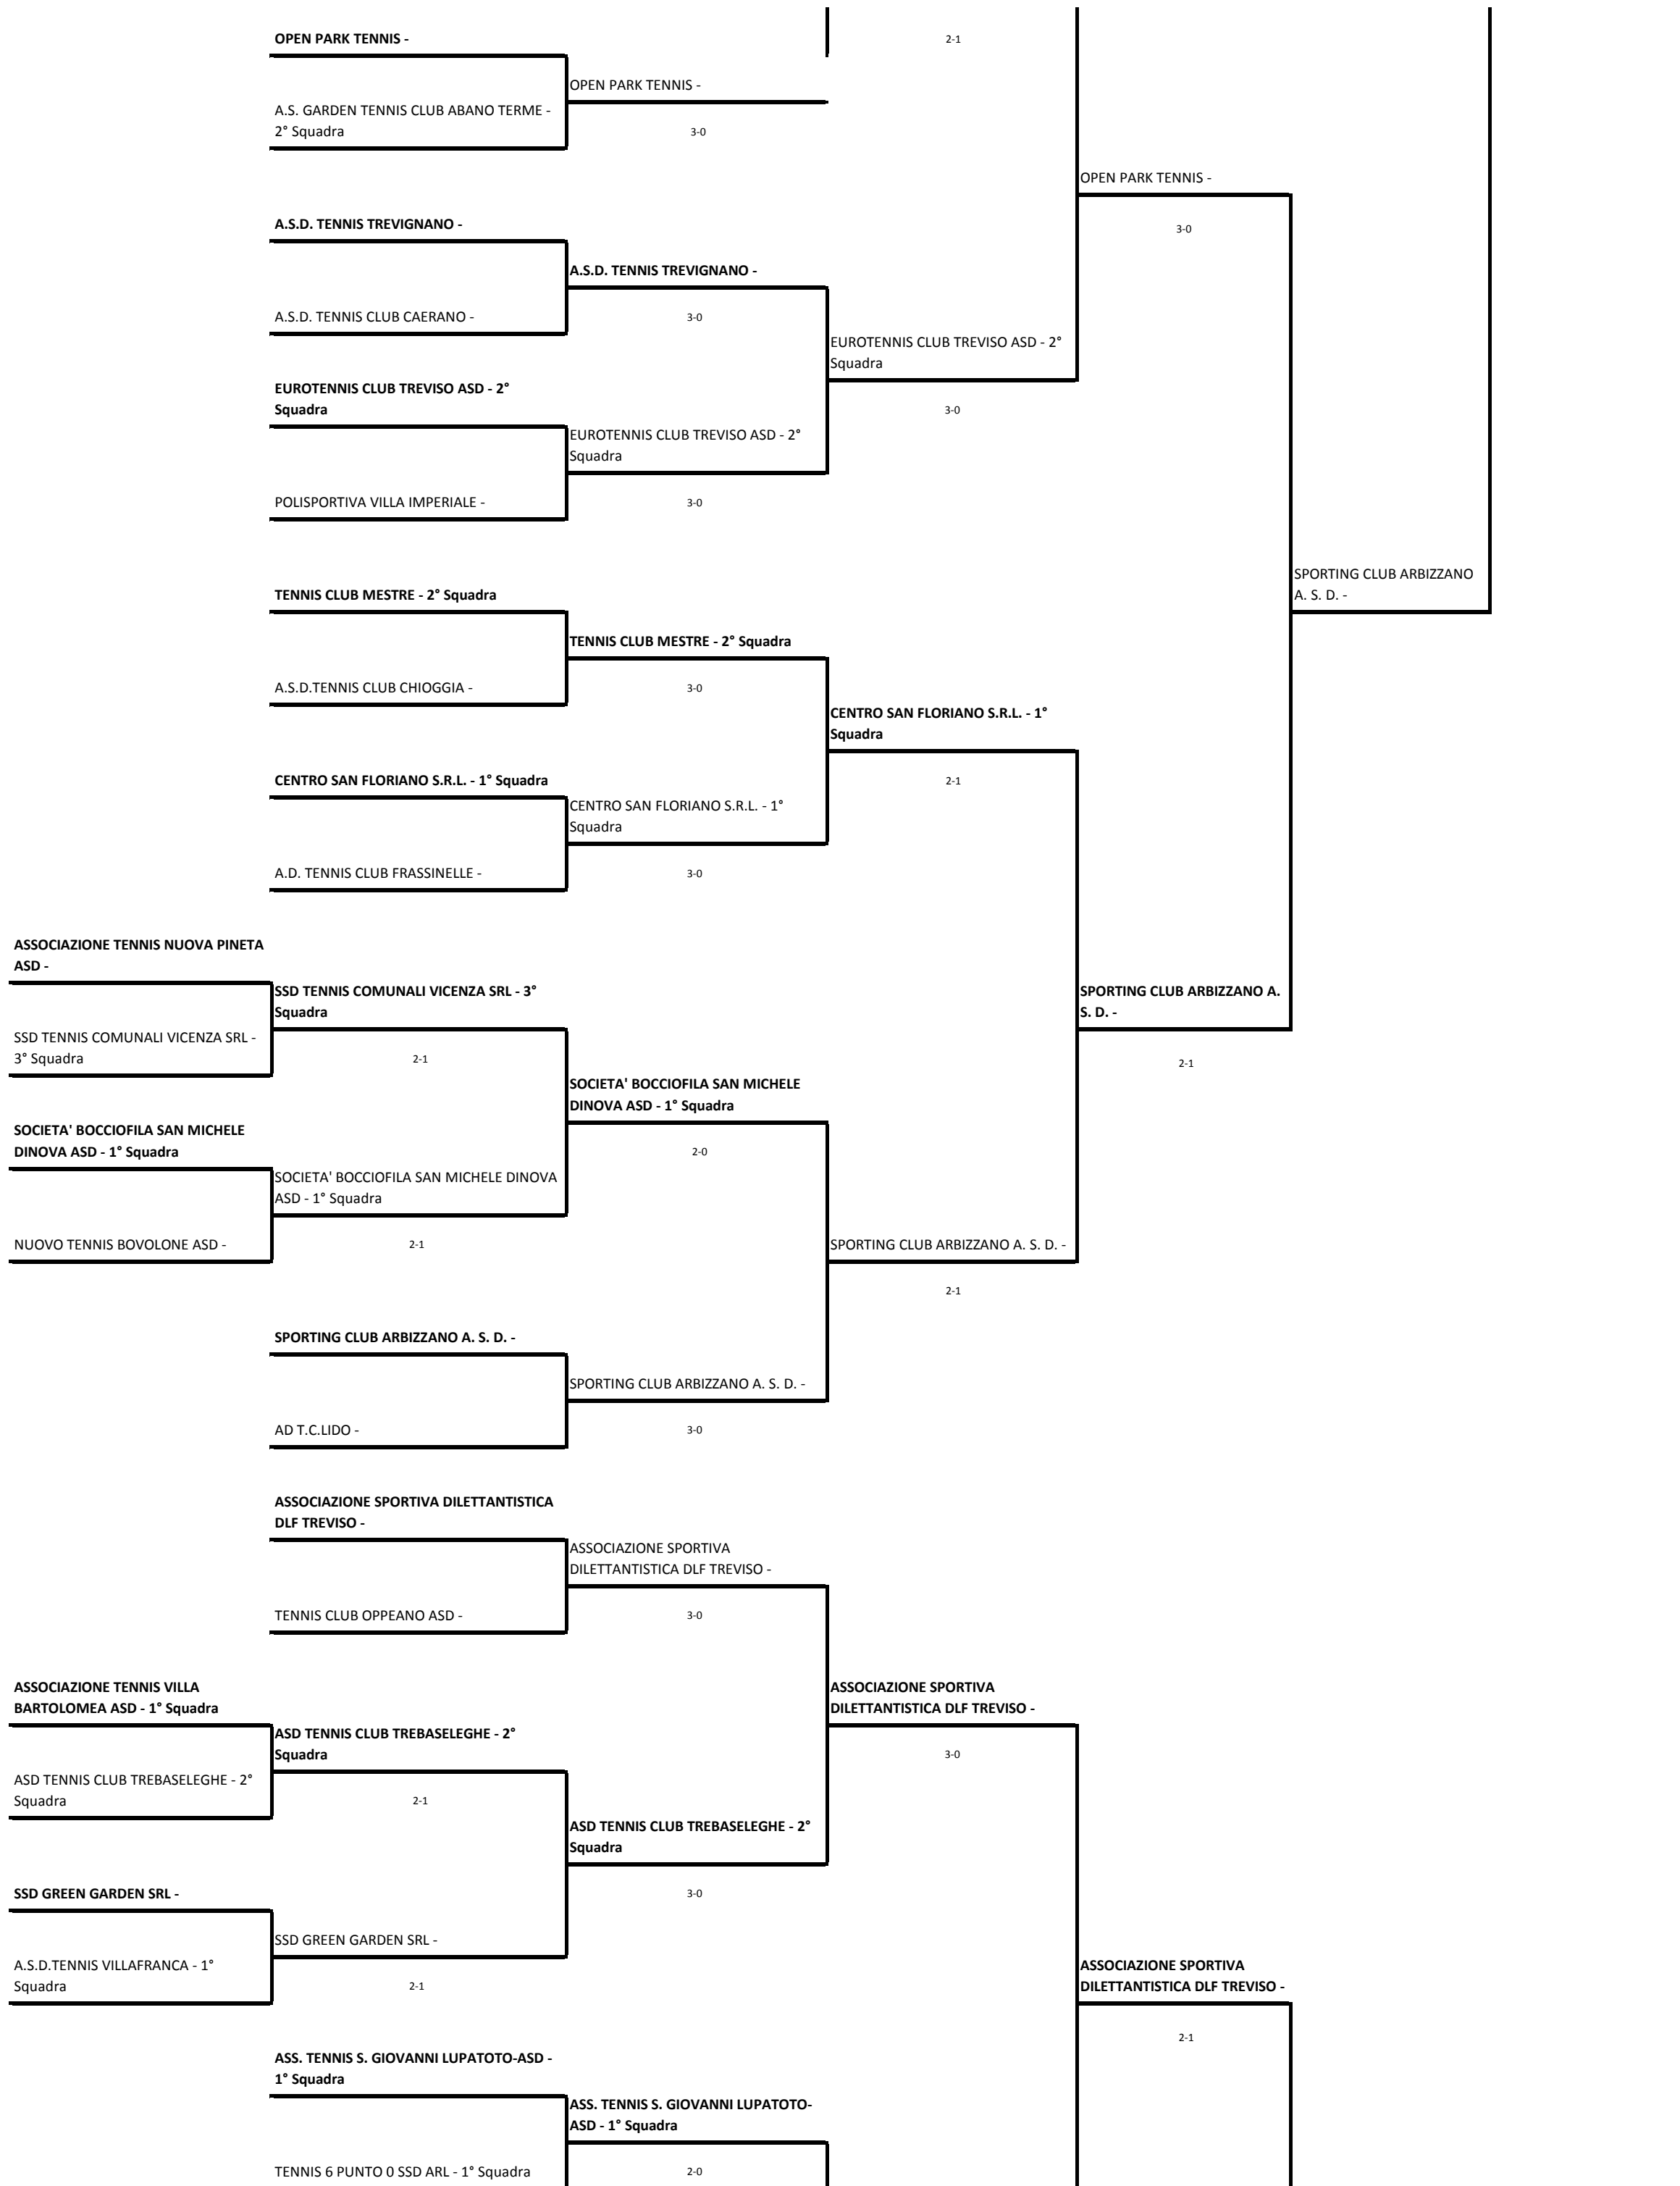 OPEN PARK TENNIS -
2-1
OPEN PARK TENNIS -
A.S. GARDEN TENNIS CLUB ABANO TERME -
2° Squadra
3-0
OPEN PARK TENNIS -
A.S.D. TENNIS TREVIGNANO -
3-0
A.S.D. TENNIS TREVIGNANO -
A.S.D. TENNIS CLUB CAERANO -
3-0
EUROTENNIS CLUB TREVISO ASD - 2°
Squadra
EUROTENNIS CLUB TREVISO ASD - 2°
Squadra
3-0
EUROTENNIS CLUB TREVISO ASD - 2°
Squadra
POLISPORTIVA VILLA IMPERIALE -
3-0
SPORTING CLUB ARBIZZANO
A. S. D. -
TENNIS CLUB MESTRE - 2° Squadra
TENNIS CLUB MESTRE - 2° Squadra
A.S.D.TENNIS CLUB CHIOGGIA -
3-0
CENTRO SAN FLORIANO S.R.L. - 1°
Squadra
CENTRO SAN FLORIANO S.R.L. - 1° Squadra
2-1
CENTRO SAN FLORIANO S.R.L. - 1°
Squadra
A.D. TENNIS CLUB FRASSINELLE -
3-0
ASSOCIAZIONE TENNIS NUOVA PINETA
ASD -
SSD TENNIS COMUNALI VICENZA SRL - 3°
Squadra
SPORTING CLUB ARBIZZANO A.
S. D. -
SSD TENNIS COMUNALI VICENZA SRL -
3° Squadra
2-1
2-1
SOCIETA' BOCCIOFILA SAN MICHELE
DINOVA ASD - 1° Squadra
SOCIETA' BOCCIOFILA SAN MICHELE
DINOVA ASD - 1° Squadra
2-0
SOCIETA' BOCCIOFILA SAN MICHELE DINOVA
ASD - 1° Squadra
NUOVO TENNIS BOVOLONE ASD -
2-1
SPORTING CLUB ARBIZZANO A. S. D. -
2-1
SPORTING CLUB ARBIZZANO A. S. D. -
SPORTING CLUB ARBIZZANO A. S. D. -
AD T.C.LIDO -
3-0
ASSOCIAZIONE SPORTIVA DILETTANTISTICA
DLF TREVISO -
ASSOCIAZIONE SPORTIVA
DILETTANTISTICA DLF TREVISO -
TENNIS CLUB OPPEANO ASD -
3-0
ASSOCIAZIONE TENNIS VILLA
BARTOLOMEA ASD - 1° Squadra
ASSOCIAZIONE SPORTIVA
DILETTANTISTICA DLF TREVISO -
ASD TENNIS CLUB TREBASELEGHE - 2°
Squadra
3-0
ASD TENNIS CLUB TREBASELEGHE - 2°
Squadra
2-1
ASD TENNIS CLUB TREBASELEGHE - 2°
Squadra
SSD GREEN GARDEN SRL -
3-0
SSD GREEN GARDEN SRL -
A.S.D.TENNIS VILLAFRANCA - 1°
Squadra
2-1
ASSOCIAZIONE SPORTIVA
DILETTANTISTICA DLF TREVISO -
2-1
ASS. TENNIS S. GIOVANNI LUPATOTO-ASD -
1° Squadra
ASS. TENNIS S. GIOVANNI LUPATOTO-
ASD - 1° Squadra
TENNIS 6 PUNTO 0 SSD ARL - 1° Squadra
2-0